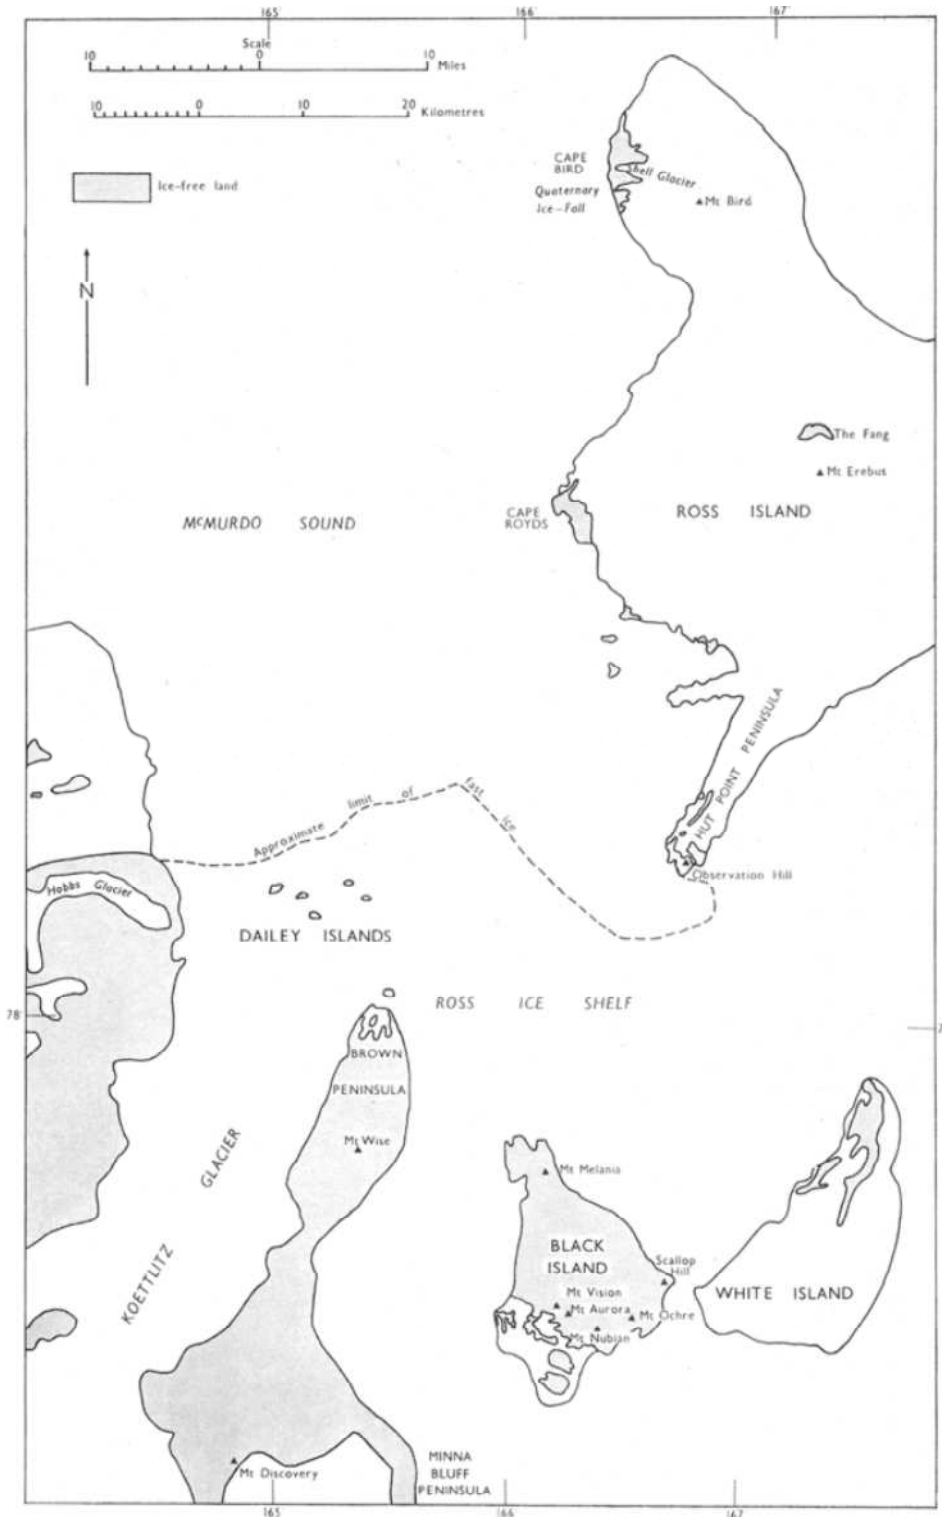 165°
166°
167°
Scale
10 0 10
Miles
10 0 10 20
Kilometres
Ice-free land
N
CAPE
BIRD
Shell Glacier
Quaternary
Ice-Fall
Mt Bird
The Fang
Mt Erebus
McMURDO SOUND
CAPE
ROYDS
ROSS ISLAND
HUT POINT PENINSULA
Approximate limit of fast ice
Observation Hill
Hobbs Glacier
DAILEY ISLANDS
ROSS ICE SHELF
78°
BROWN
PENINSULA
Mt Wise
KOETTLITZ GLACIER
Mt Melania
BLACK
ISLAND
Scallop
Hill
WHITE ISLAND
Mt Vision
Mt Aurora
Mt Ochre
Mt Nubian
MINNA
BLUFF
PENINSULA
Mt Discovery
165°
166°
167°